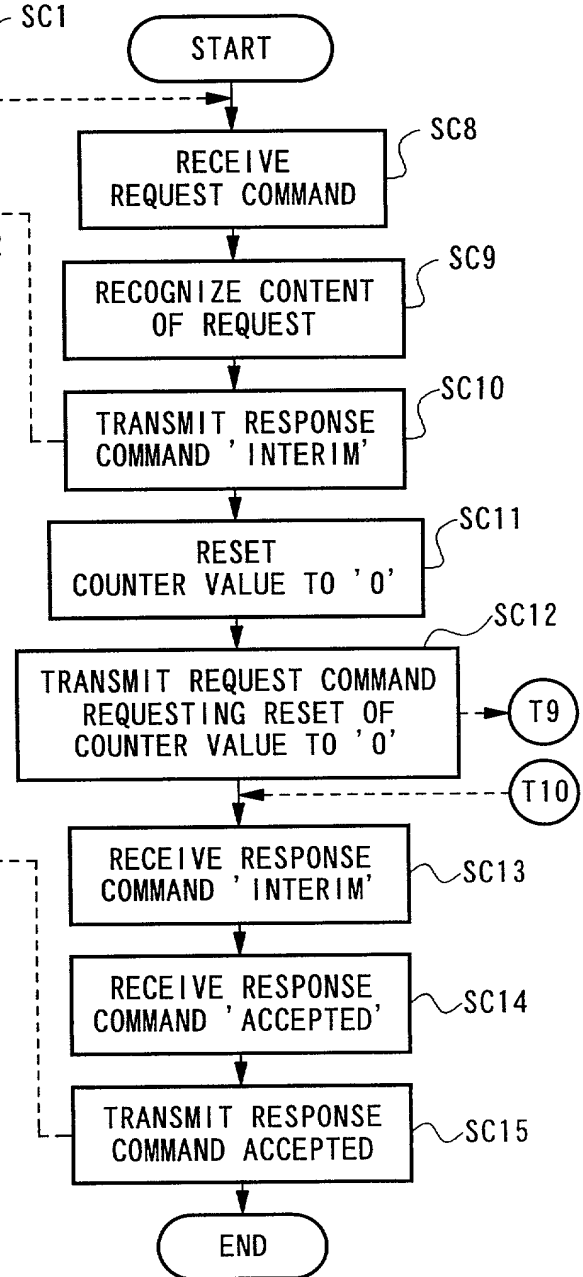 SC1
START
SC8
RECEIVE
REQUEST COMMAND
SC9
RECOGNIZE CONTENT
OF REQUEST
SC10
TRANSMIT RESPONSE
COMMAND 'INTERIM'
SC11
RESET
COUNTER VALUE TO '0'
SC12
TRANSMIT REQUEST COMMAND
REQUESTING RESET OF
COUNTER VALUE TO '0'
T9
T10
RECEIVE RESPONSE
COMMAND 'INTERIM'
SC13
RECEIVE RESPONSE
COMMAND 'ACCEPTED'
SC14
TRANSMIT RESPONSE
COMMAND ACCEPTED
SC15
END